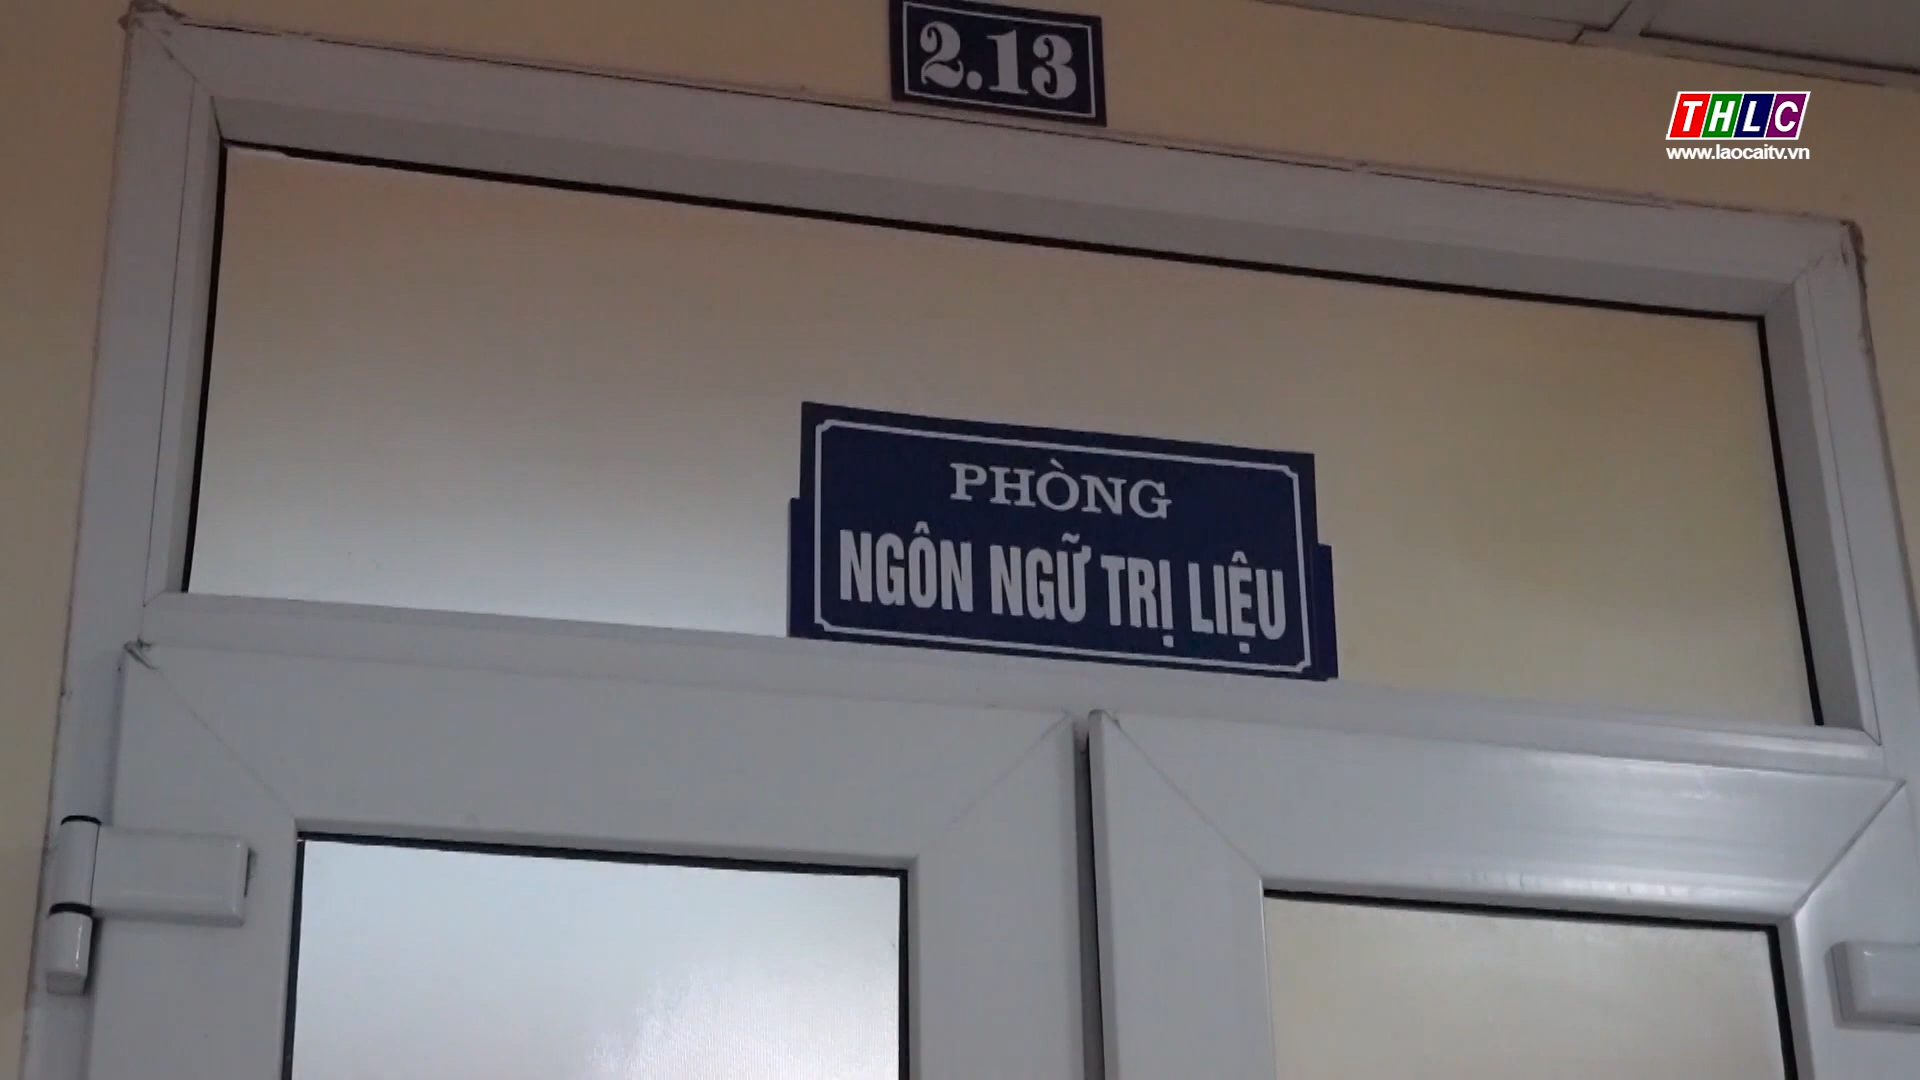 2.13
THLC
www.laocaitv.vn
PHÒNG
NGÔN NGỮ TRỊ LIỆU